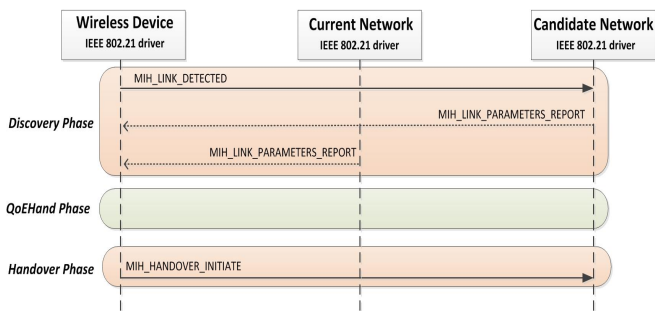 Wireless Device
IEEE 802.21 driver
Current Network
IEEE 802.21 driver
Candidate Network
IEEE 802.21 driver
MIH_LINK_DETECTED
Discovery Phase
MIH_LINK_PARAMETERS_REPORT
MIH_LINK_PARAMETERS_REPORT
QoEHand Phase
Handover Phase
MIH_HANDOVER_INITIATE